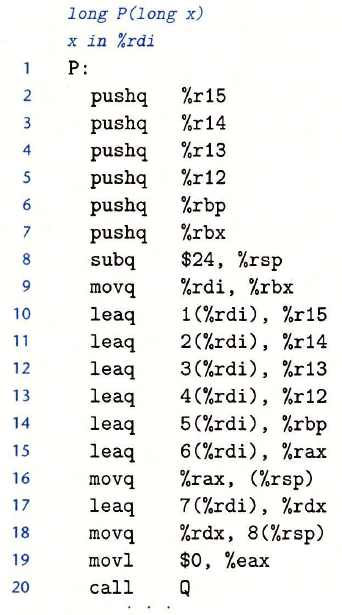 long P(long x)
x in %rdi
1 P:
2 pushq %r15
3 pushq %r14
4 pushq %r13
5 pushq %r12
6 pushq %rbp
7 pushq %rbx
8 subq $24, %rsp
9 movq %rdi, %rbx
10 leaq 1(%rdi), %r15
11 leaq 2(%rdi), %r14
12 leaq 3(%rdi), %r13
13 leaq 4(%rdi), %r12
14 leaq 5(%rdi), %rbp
15 leaq 6(%rdi), %rax
16 movq %rax, (%rsp)
17 leaq 7(%rdi), %rdx
18 movq %rdx, 8(%rsp)
19 movl $0, %eax
20 call Q
. . .